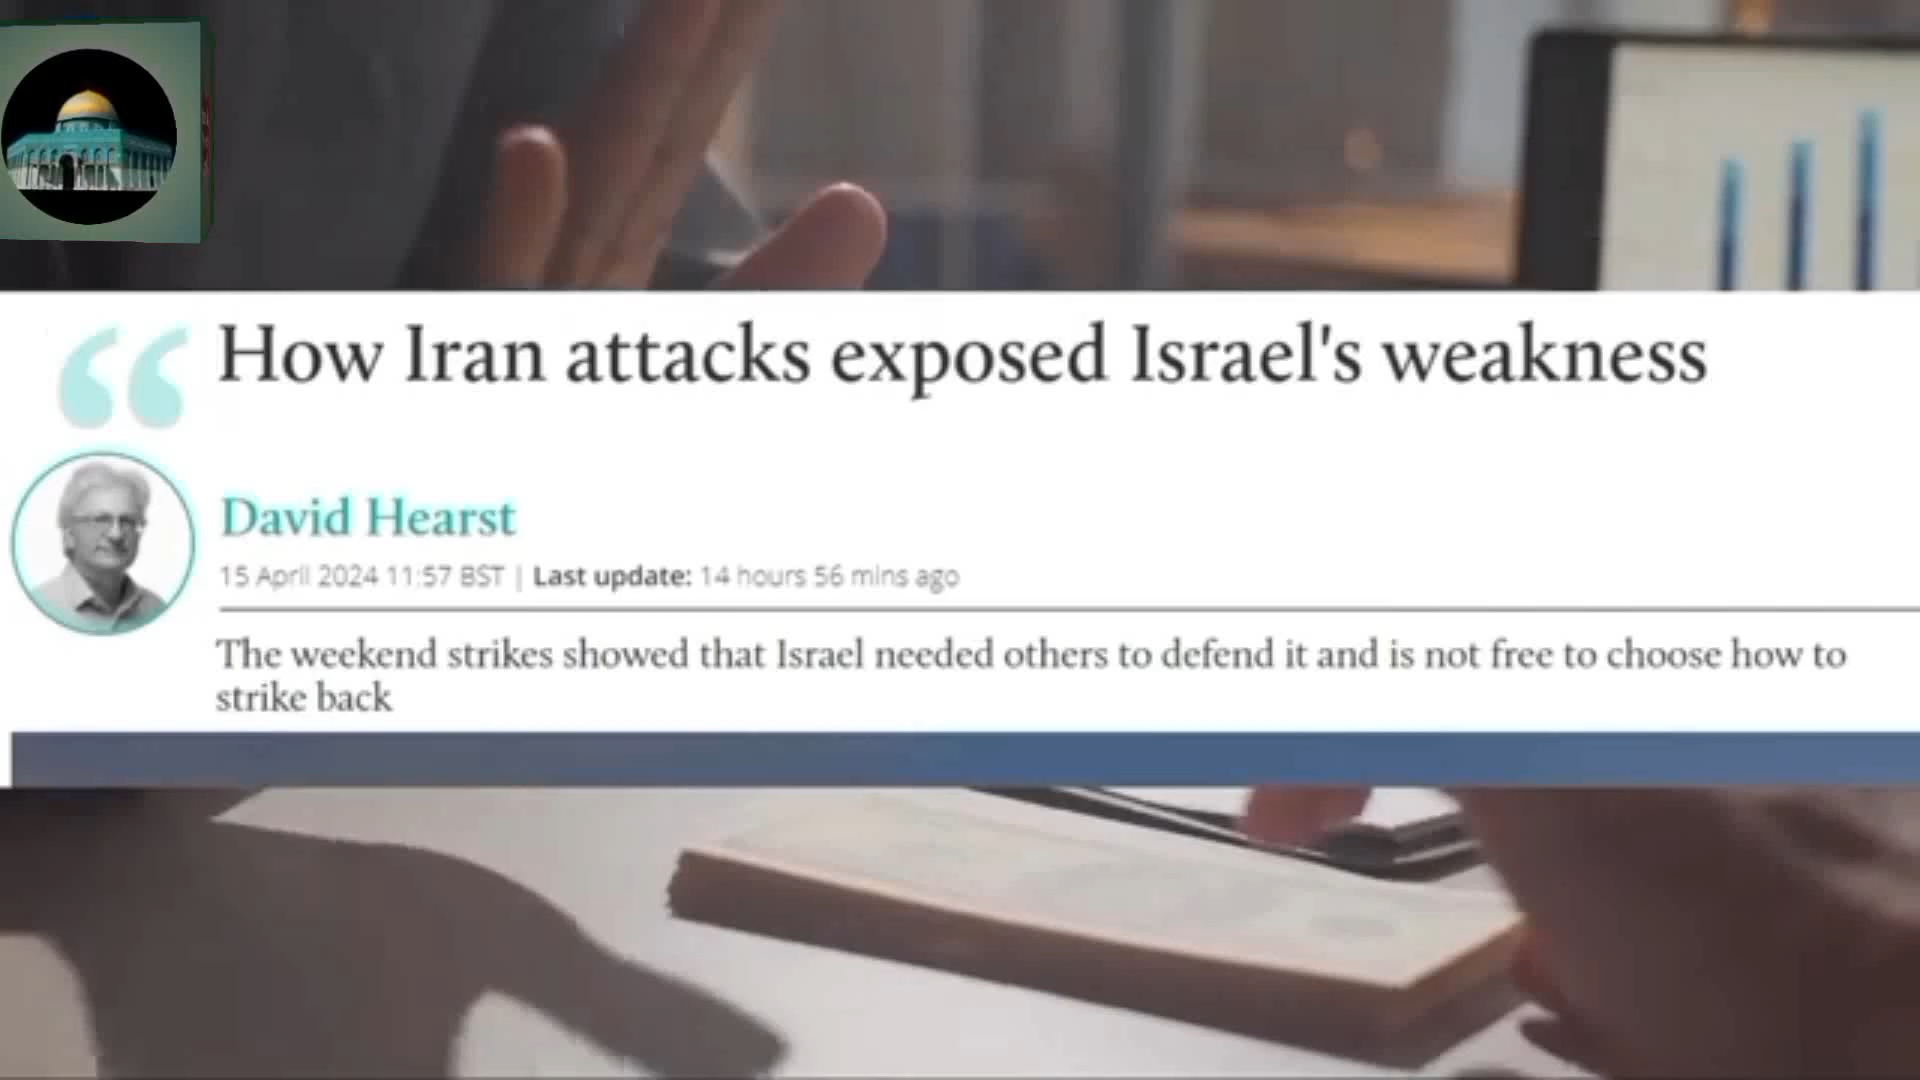 How Iran attacks exposed Israel's weakness
David Hearst
15 April 2024 11:57 BST | Last update: 14 hours 56 mins ago
The weekend strikes showed that Israel needed others to defend it and is not free to choose how to
strike back